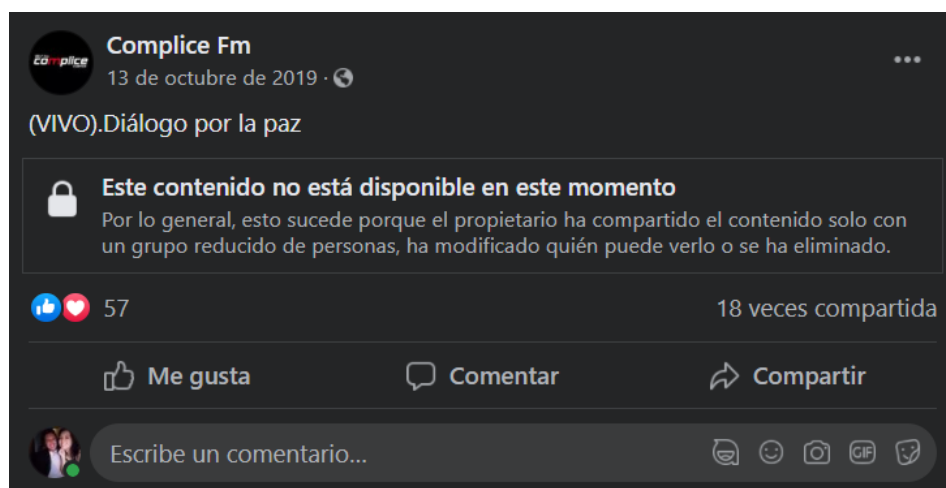 complice
Complice Fm
13 de octubre de 2019 ·
(VIVO).Diálogo por la paz
Este contenido no está disponible en este momento
Por lo general, esto sucede porque el propietario ha compartido el contenido solo con
un grupo reducido de personas, ha modificado quién puede verlo o se ha eliminado.
57
18 veces compartida
Me gusta
Comentar
Compartir
Escribe un comentario...
GIF